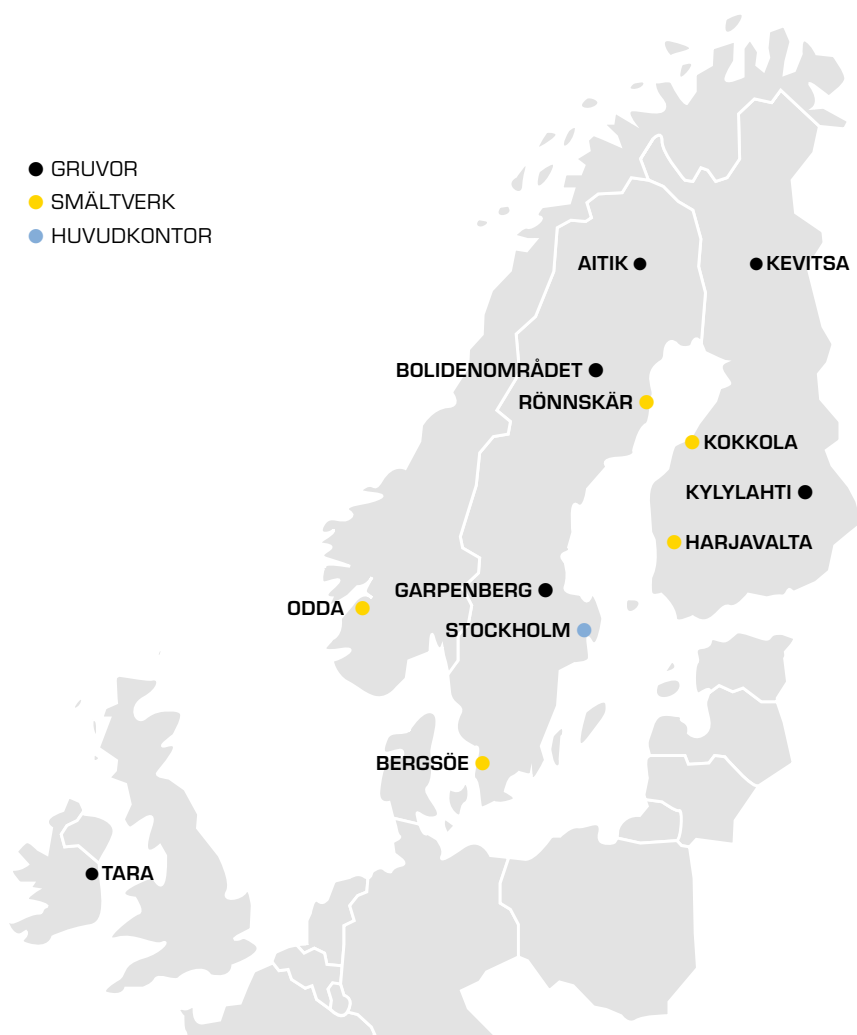 GRUVOR
SMÄLTVERK
HUVUDKONTOR
AITIK
KEVITSA
BOLIDENOMRÅDET
RÖNNSKÄR
KOKKOLA
KYLYLAHTI
HARJAVALTA
GARPENBERG
ODDA
STOCKHOLM
BERGSÖE
TARA